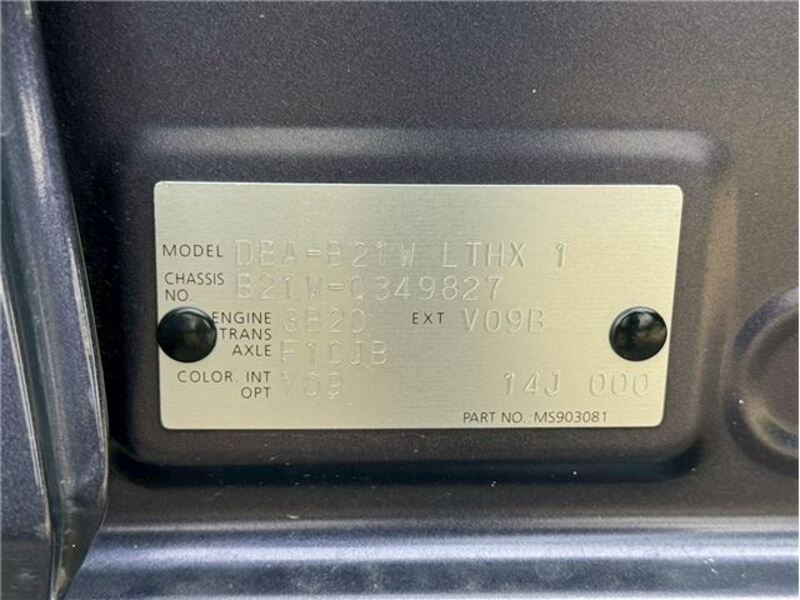 MODEL DBA-B21W LTHX 1
CHASSIS NO. B21W-0349827
ENGINE 3B20 EXT V09B
TRANS AXLE F1CJB
COLOR. INT OPT V09 14J 000
PART NO.: MS903081